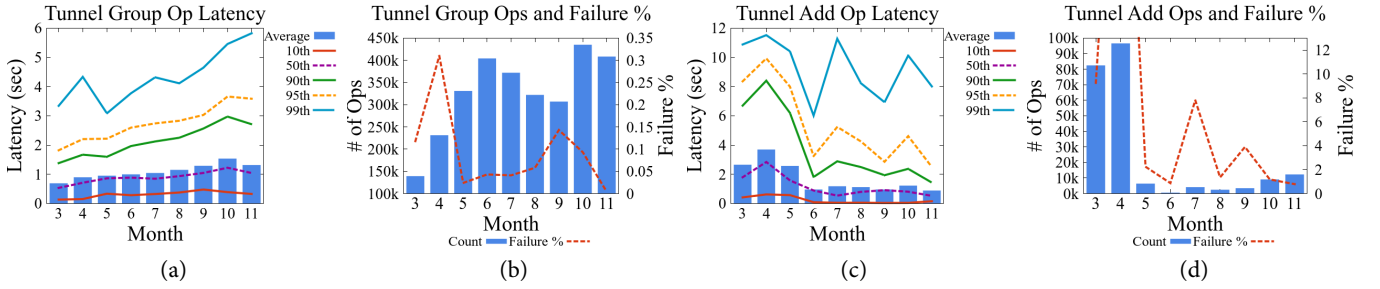 Tunnel Group Op Latency
6
5
4
3
2
1
0
Latency (sec)
3 4 5 6 7 8 9 10 11
Month
Average
10th
50th
90th
95th
99th
(a)
Tunnel Group Ops and Failure %
450k
400k
350k
300k
250k
200k
150k
100k
# of Ops
0.35
0.3
0.25
0.2
0.15
0.1
0.05
0
Failure %
3 4 5 6 7 8 9 10 11
Month
Count Failure %
(b)
Tunnel Add Op Latency
12
10
8
6
4
2
0
Latency (sec)
3 4 5 6 7 8 9 10 11
Month
Average
10th
50th
90th
95th
99th
(c)
Tunnel Add Ops and Failure %
100k
90k
80k
70k
60k
50k
40k
30k
20k
10k
0k
# of Ops
12
10
8
6
4
2
0
Failure %
3 4 5 6 7 8 9 10 11
Month
Count Failure %
(d)